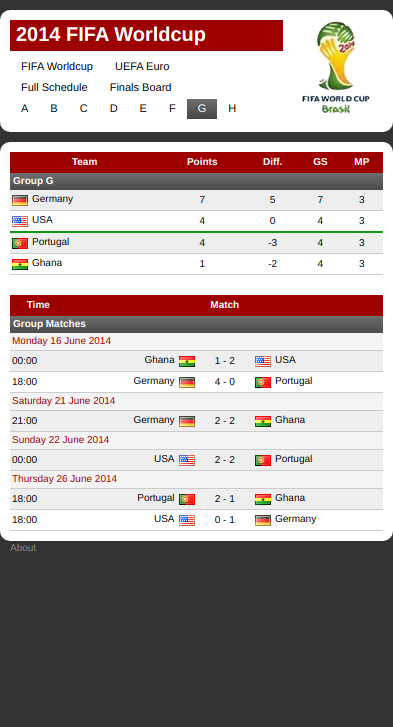 2014 FIFA Worldcup
FIFA Worldcup UEFA Euro
Full Schedule Finals Board
A B C D E F G H
2014
FIFA WORLD CUP
Brasil
Team Points Diff. GS MP
Group G
Germany 7 5 7 3
USA 4 0 4 3
Portugal 4 -3 4 3
Ghana 1 -2 4 3
Time Match
Group Matches
Monday 16 June 2014
00:00 Ghana 1 - 2 USA
18:00 Germany 4 - 0 Portugal
Saturday 21 June 2014
21:00 Germany 2 - 2 Ghana
Sunday 22 June 2014
00:00 USA 2 - 2 Portugal
Thursday 26 June 2014
18:00 Portugal 2 - 1 Ghana
18:00 USA 0 - 1 Germany
About